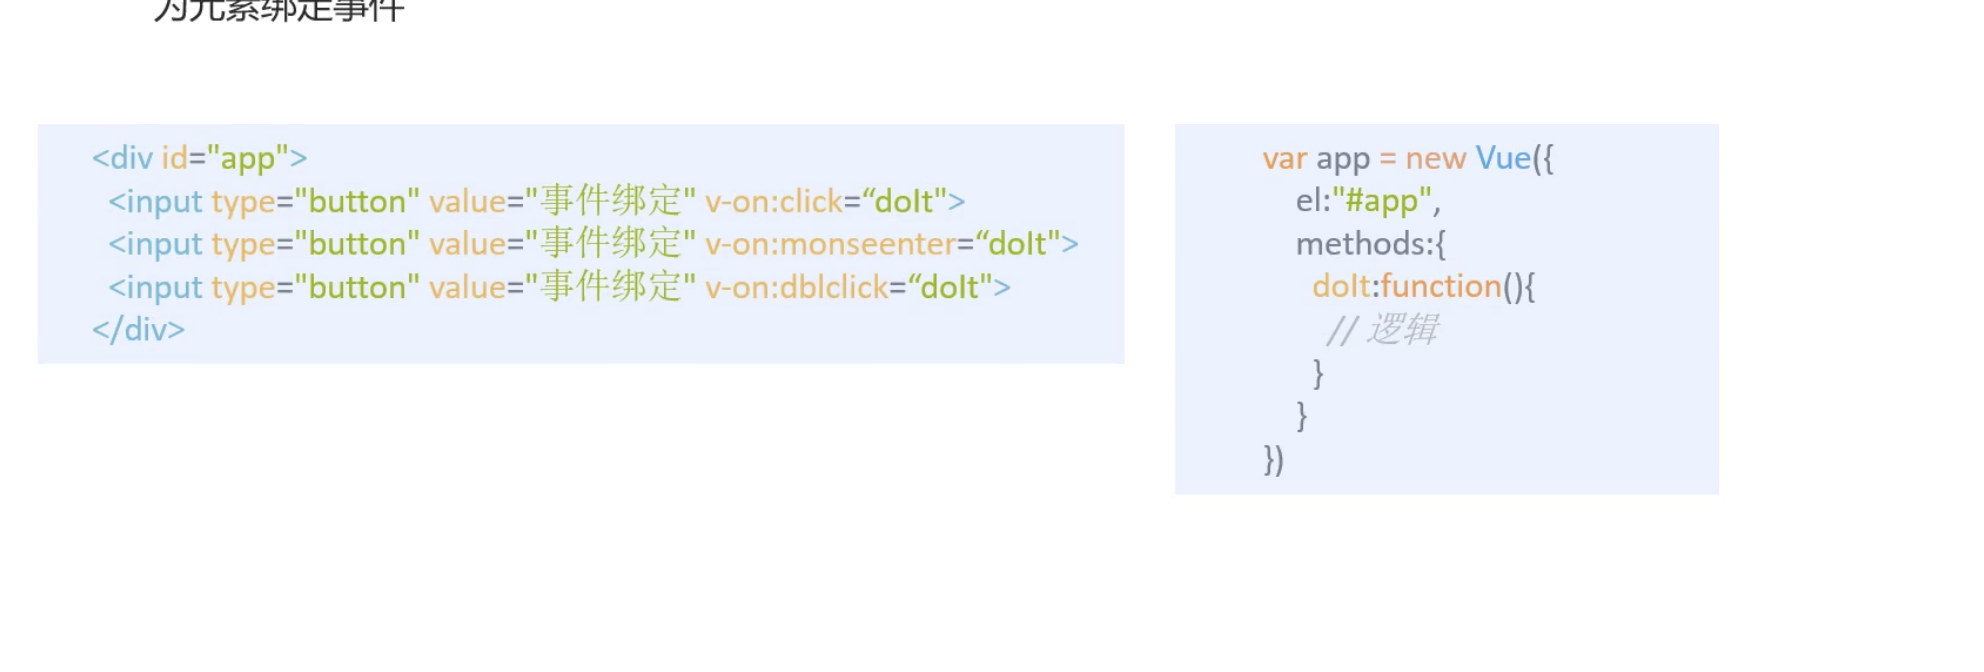 为元素绑定事件
<div id="app">
<input type="button" value="事件绑定" v-on:click=“doIt">
<input type="button" value="事件绑定" v-on:monseenter=“doIt">
<input type="button" value="事件绑定" v-on:dblclick=“doIt">
</div>
var app = new Vue({
el:"#app",
methods:{
doIt:function(){
// 逻辑
}
}
})